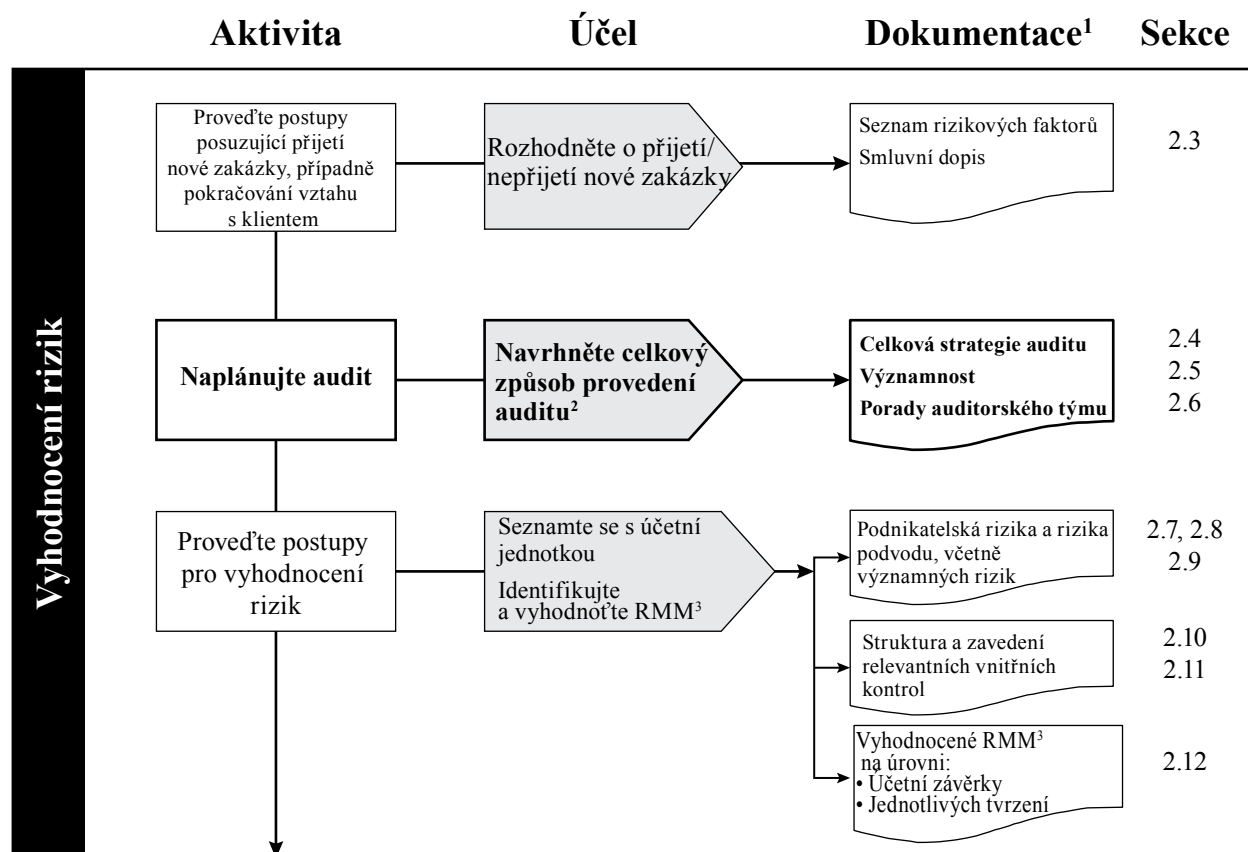 Aktivita
Účel
Dokumentace¹
Sekce
Vyhodnocení rizik
Proveďte postupy
posuzující přijetí
nové zakázky, případně
pokračování vztahu
s klientem
Rozhodněte o přijetí/
nepřijetí nové zakázky
Seznam rizikových faktorů
Smluvní dopis
2.3
Naplánujte audit
Navrhněte celkový
způsob provedení
auditu²
Celková strategie auditu
Významnost
Porady auditorského týmu
2.4
2.5
2.6
Proveďte postupy
pro vyhodnocení
rizik
Seznamte se s účetní
jednotkou
Identifikujte
a vyhodnoťte RMM³
Podnikatelská rizika a rizika
podvodu, včetně
významných rizik
2.7, 2.8
2.9
Struktura a zavedení
relevantních vnitřních
kontrol
2.10
2.11
Vyhodnocené RMM³
na úrovni:
• Účetní závěrky
• Jednotlivých tvrzení
2.12